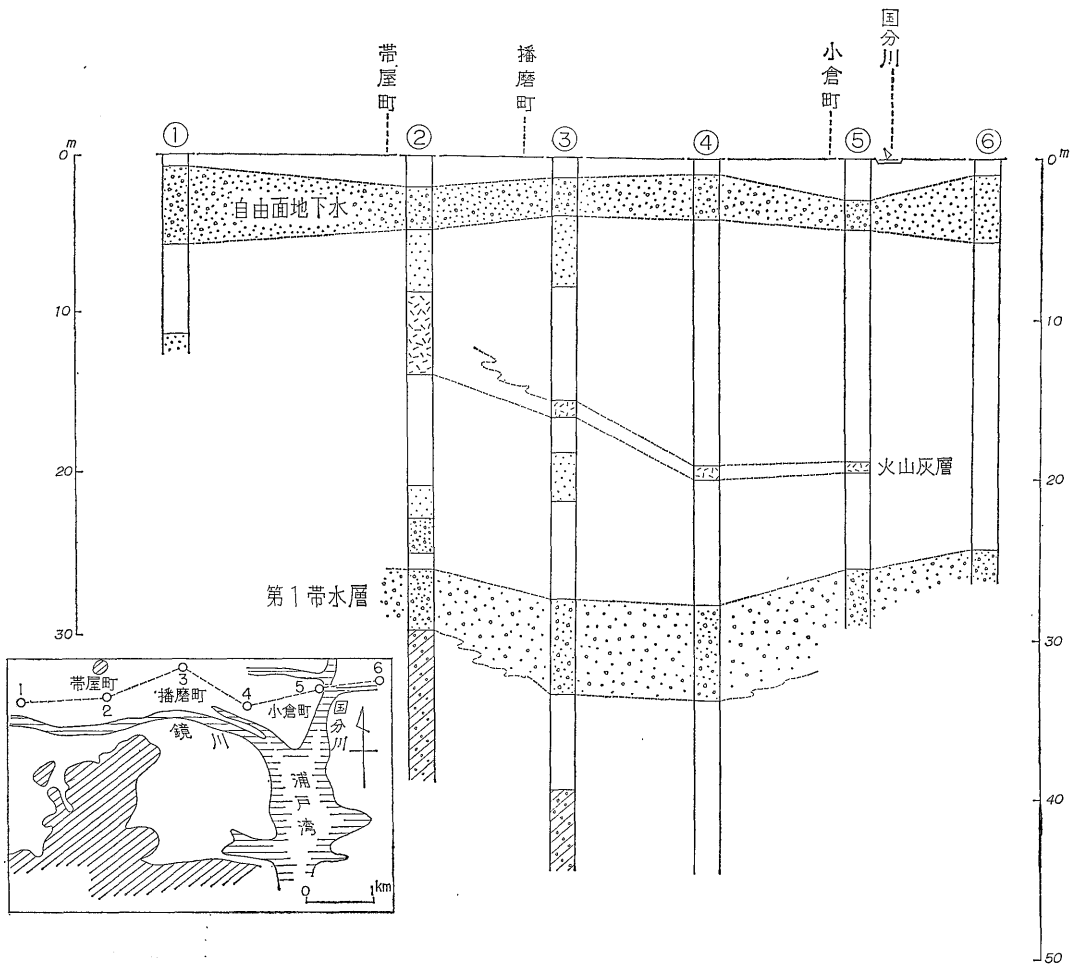 帯屋町
播磨町
小倉町
国分川
① ② ③ ④ ⑤ ⑥
0m
10
20
30
0m
10
20
30
40
50
自由面地下水
火山灰層
第1帯水層
1
帯屋町
2
3
播磨町
4
5
小倉町
6
国分川
鏡川
浦戸湾
0 1km